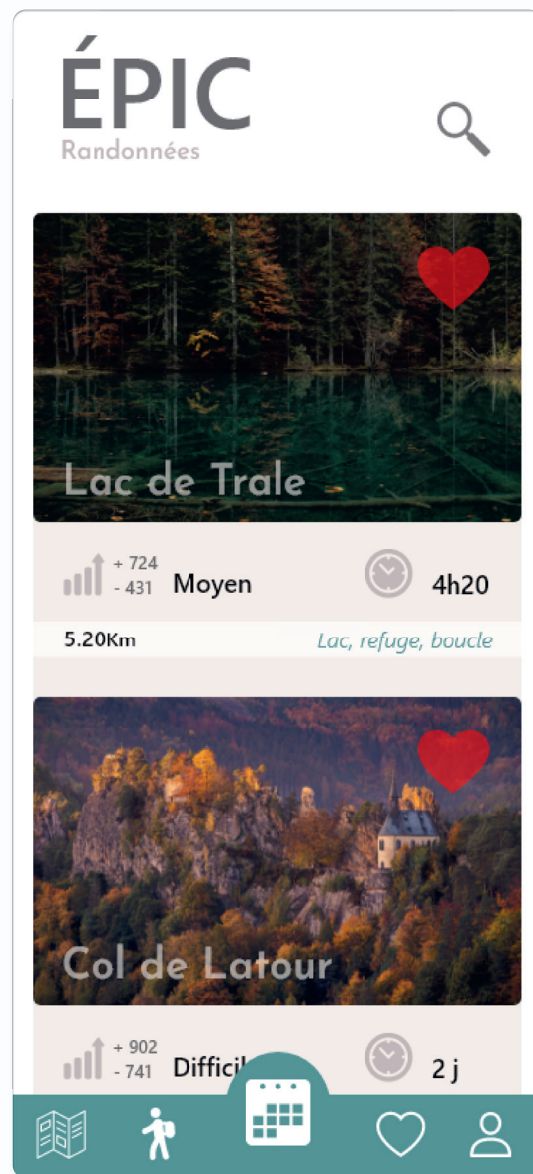 ÉPIC
Randonnées
Lac de Trale
+ 724
- 431
Moyen
4h20
5.20Km
Lac, refuge, boucle
Col de Latour
+ 902
- 741
Difficil
2 j